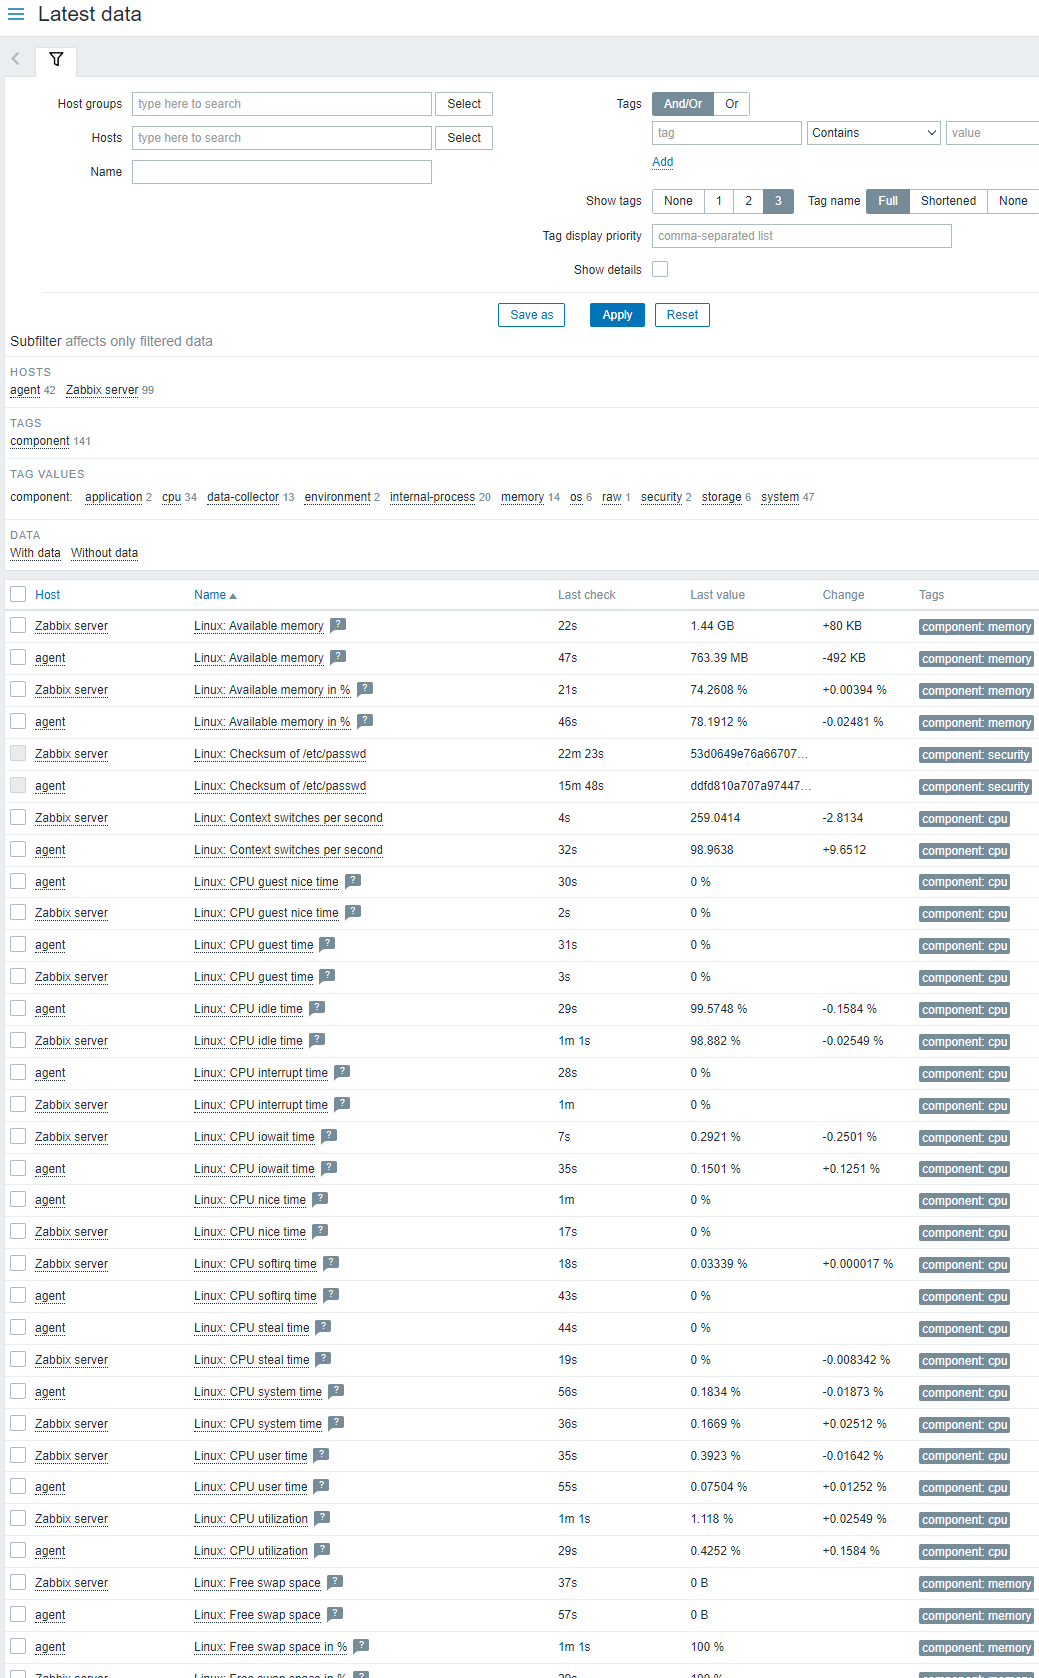 Latest data
Host groups type here to search Select Tags And/Or Or
tag Contains value
Hosts type here to search Select
Add
Name
Show tags None 1 2 3 Tag name Full Shortened None
Tag display priority comma-separated list
Show details
Save as Apply Reset
Subfilter affects only filtered data
HOSTS
agent 42 Zabbix server 99
TAGS
component 141
TAG VALUES
component: application 2 cpu 34 data-collector 13 environment 2 internal-process 20 memory 14 os 6 raw 1 security 2 storage 6 system 47
DATA
With data Without data
Host Name Last check Last value Change Tags
Zabbix server Linux: Available memory ? 22s 1.44 GB +80 KB component: memory
agent Linux: Available memory ? 47s 763.39 MB -492 KB component: memory
Zabbix server Linux: Available memory in % ? 21s 74.2608 % +0.00394 % component: memory
agent Linux: Available memory in % ? 46s 78.1912 % -0.02481 % component: memory
Zabbix server Linux: Checksum of /etc/passwd 22m 23s 53d0649e76a66707... component: security
agent Linux: Checksum of /etc/passwd 15m 48s ddfd810a707a97447... component: security
Zabbix server Linux: Context switches per second 4s 259.0414 -2.8134 component: cpu
agent Linux: Context switches per second 32s 98.9638 +9.6512 component: cpu
agent Linux: CPU guest nice time ? 30s 0 % component: cpu
Zabbix server Linux: CPU guest nice time ? 2s 0 % component: cpu
agent Linux: CPU guest time ? 31s 0 % component: cpu
Zabbix server Linux: CPU guest time ? 3s 0 % component: cpu
agent Linux: CPU idle time ? 29s 99.5748 % -0.1584 % component: cpu
Zabbix server Linux: CPU idle time ? 1m 1s 98.882 % -0.02549 % component: cpu
agent Linux: CPU interrupt time ? 28s 0 % component: cpu
Zabbix server Linux: CPU interrupt time ? 1m 0 % component: cpu
Zabbix server Linux: CPU iowait time ? 7s 0.2921 % -0.2501 % component: cpu
agent Linux: CPU iowait time ? 35s 0.1501 % +0.1251 % component: cpu
agent Linux: CPU nice time ? 1m 0 % component: cpu
Zabbix server Linux: CPU nice time ? 17s 0 % component: cpu
Zabbix server Linux: CPU softirq time ? 18s 0.03339 % +0.000017 % component: cpu
agent Linux: CPU softirq time ? 43s 0 % component: cpu
agent Linux: CPU steal time ? 44s 0 % component: cpu
Zabbix server Linux: CPU steal time ? 19s 0 % -0.008342 % component: cpu
agent Linux: CPU system time ? 56s 0.1834 % -0.01873 % component: cpu
Zabbix server Linux: CPU system time ? 36s 0.1669 % +0.02512 % component: cpu
Zabbix server Linux: CPU user time ? 35s 0.3923 % -0.01642 % component: cpu
agent Linux: CPU user time ? 55s 0.07504 % +0.01252 % component: cpu
Zabbix server Linux: CPU utilization ? 1m 1s 1.118 % +0.02549 % component: cpu
agent Linux: CPU utilization ? 29s 0.4252 % +0.1584 % component: cpu
Zabbix server Linux: Free swap space ? 37s 0 B component: memory
agent Linux: Free swap space ? 57s 0 B component: memory
agent Linux: Free swap space in % ? 1m 1s 100 % component: memory
Zabbix server Linux: Free swap space in % ? 100 % component: memory